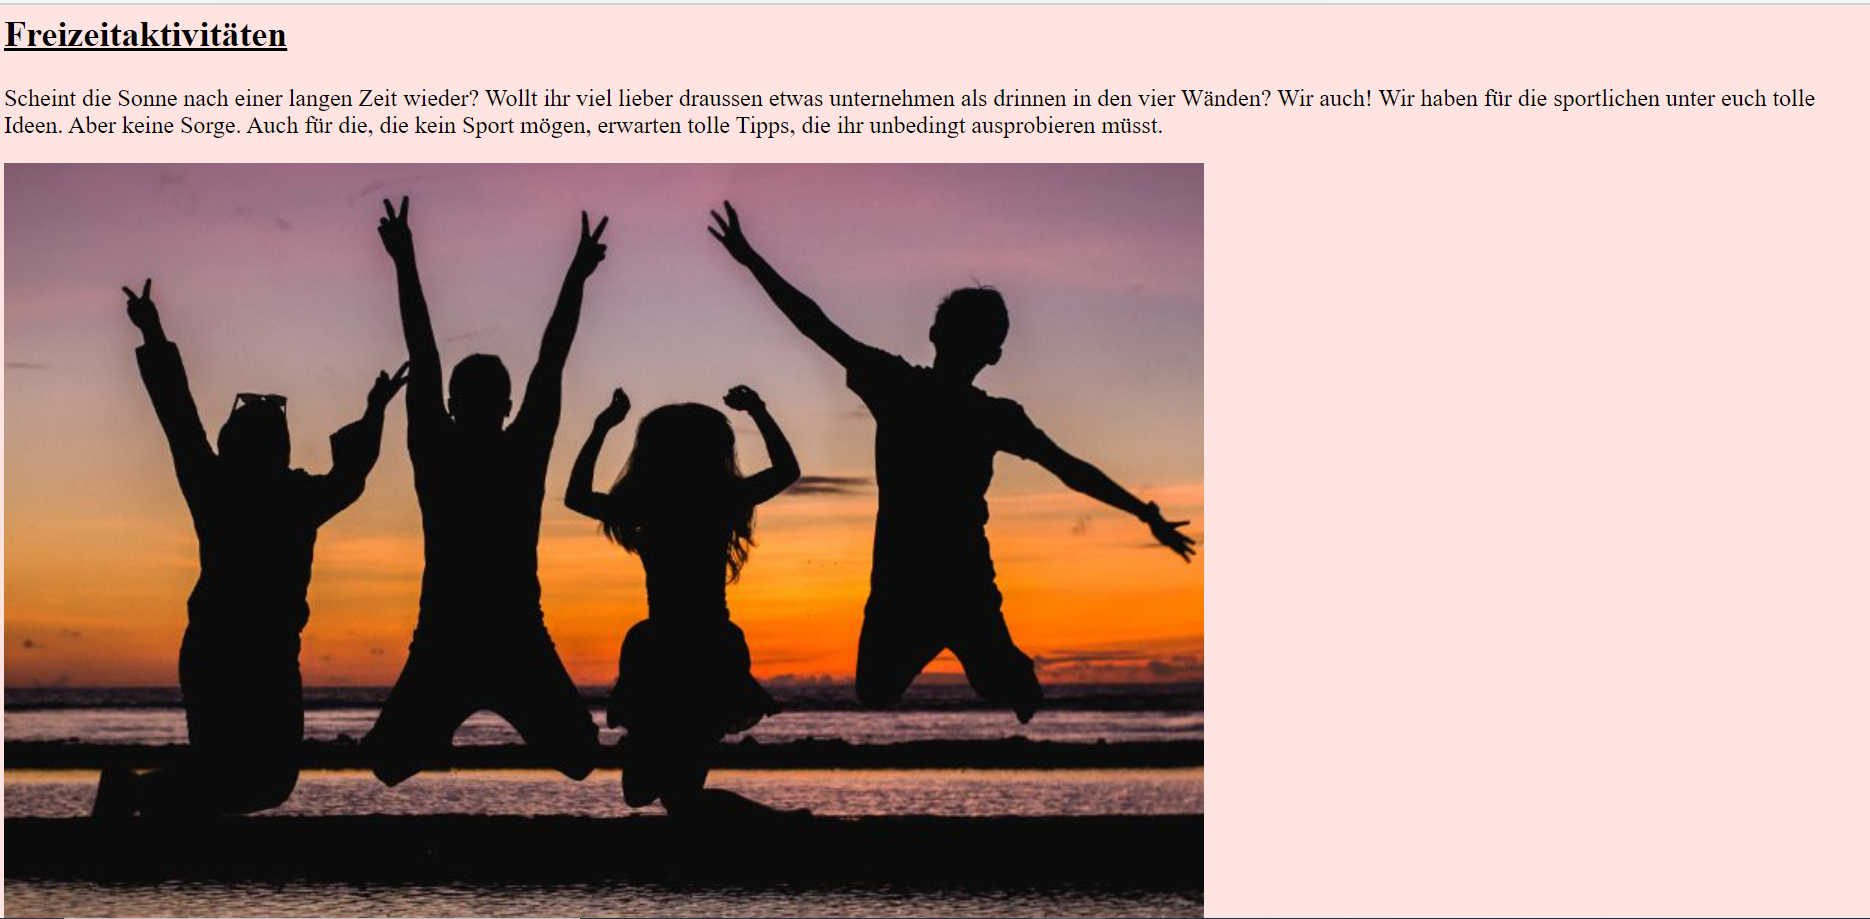 Freizeitaktivitäten
Scheint die Sonne nach einer langen Zeit wieder? Wollt ihr viel lieber draussen etwas unternehmen als drinnen in den vier Wänden? Wir auch! Wir haben für die sportlichen unter euch tolle
Ideen. Aber keine Sorge. Auch für die, die kein Sport mögen, erwarten tolle Tipps, die ihr unbedingt ausprobieren müsst.